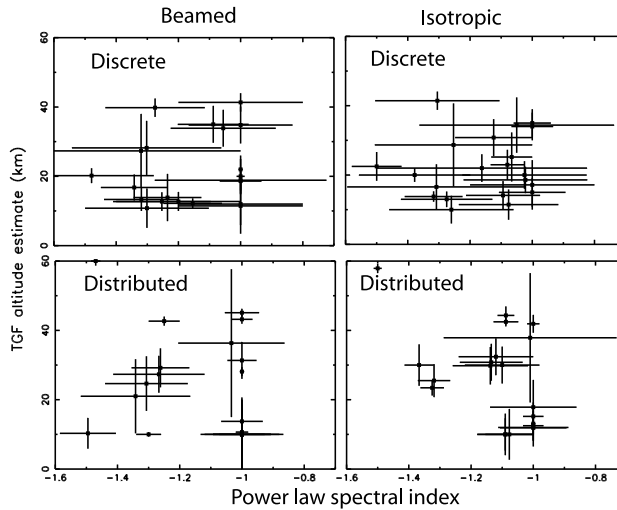 Beamed Isotropic
60
Discrete Discrete
40
20
0
TGF altitude estimate (km)
60
Distributed Distributed
40
20
0
−1.6 −1.4 −1.2 −1 −0.8 −1.6 −1.4 −1.2 −1 −0.8
Power law spectral index